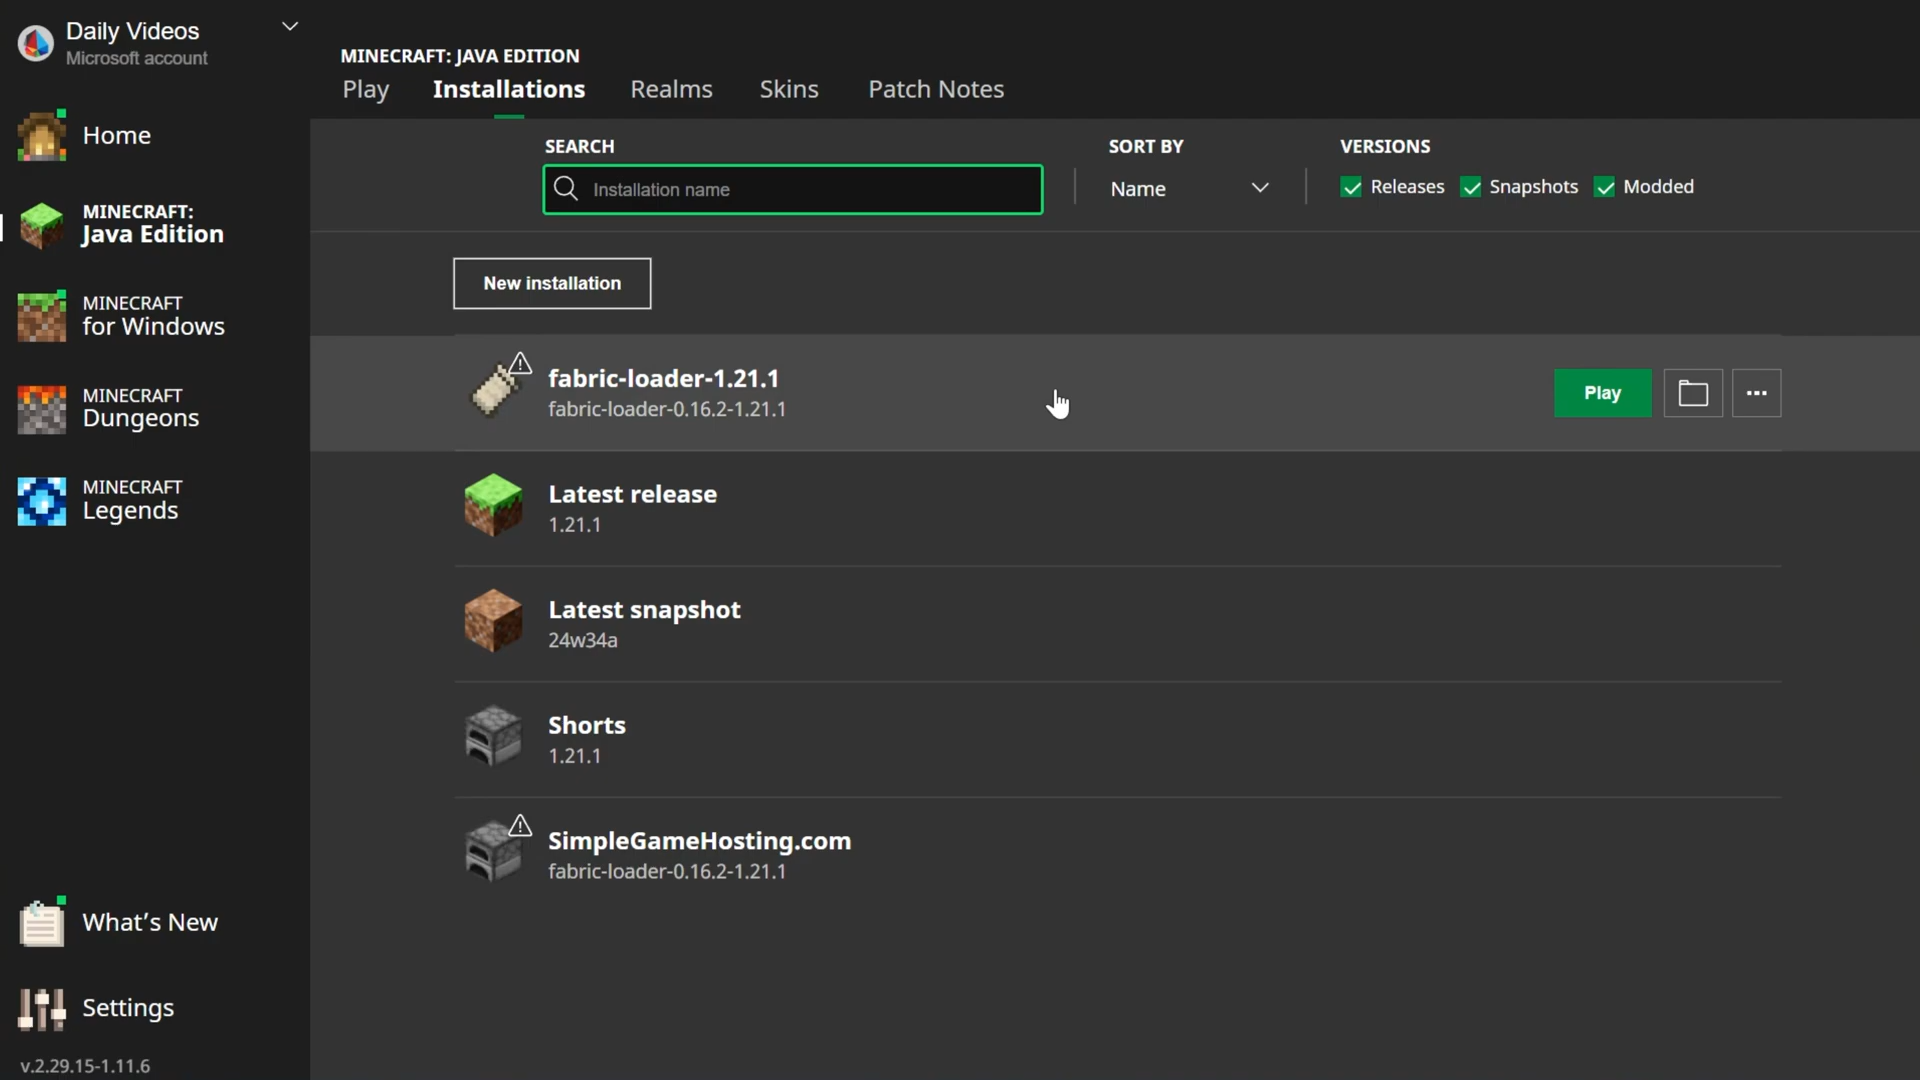 Daily Videos
Microsoft account
Home
MINECRAFT:
Java Edition
MINECRAFT
for Windows
MINECRAFT
Dungeons
MINECRAFT
Legends
What's New
Settings
v.2.29.15-1.11.6
MINECRAFT: JAVA EDITION
Play Installations Realms Skins Patch Notes
SEARCH SORT BY VERSIONS
Installation name Name Releases Snapshots Modded
New installation
fabric-loader-1.21.1
fabric-loader-0.16.2-1.21.1
Play
Latest release
1.21.1
Latest snapshot
24w34a
Shorts
1.21.1
SimpleGameHosting.com
fabric-loader-0.16.2-1.21.1